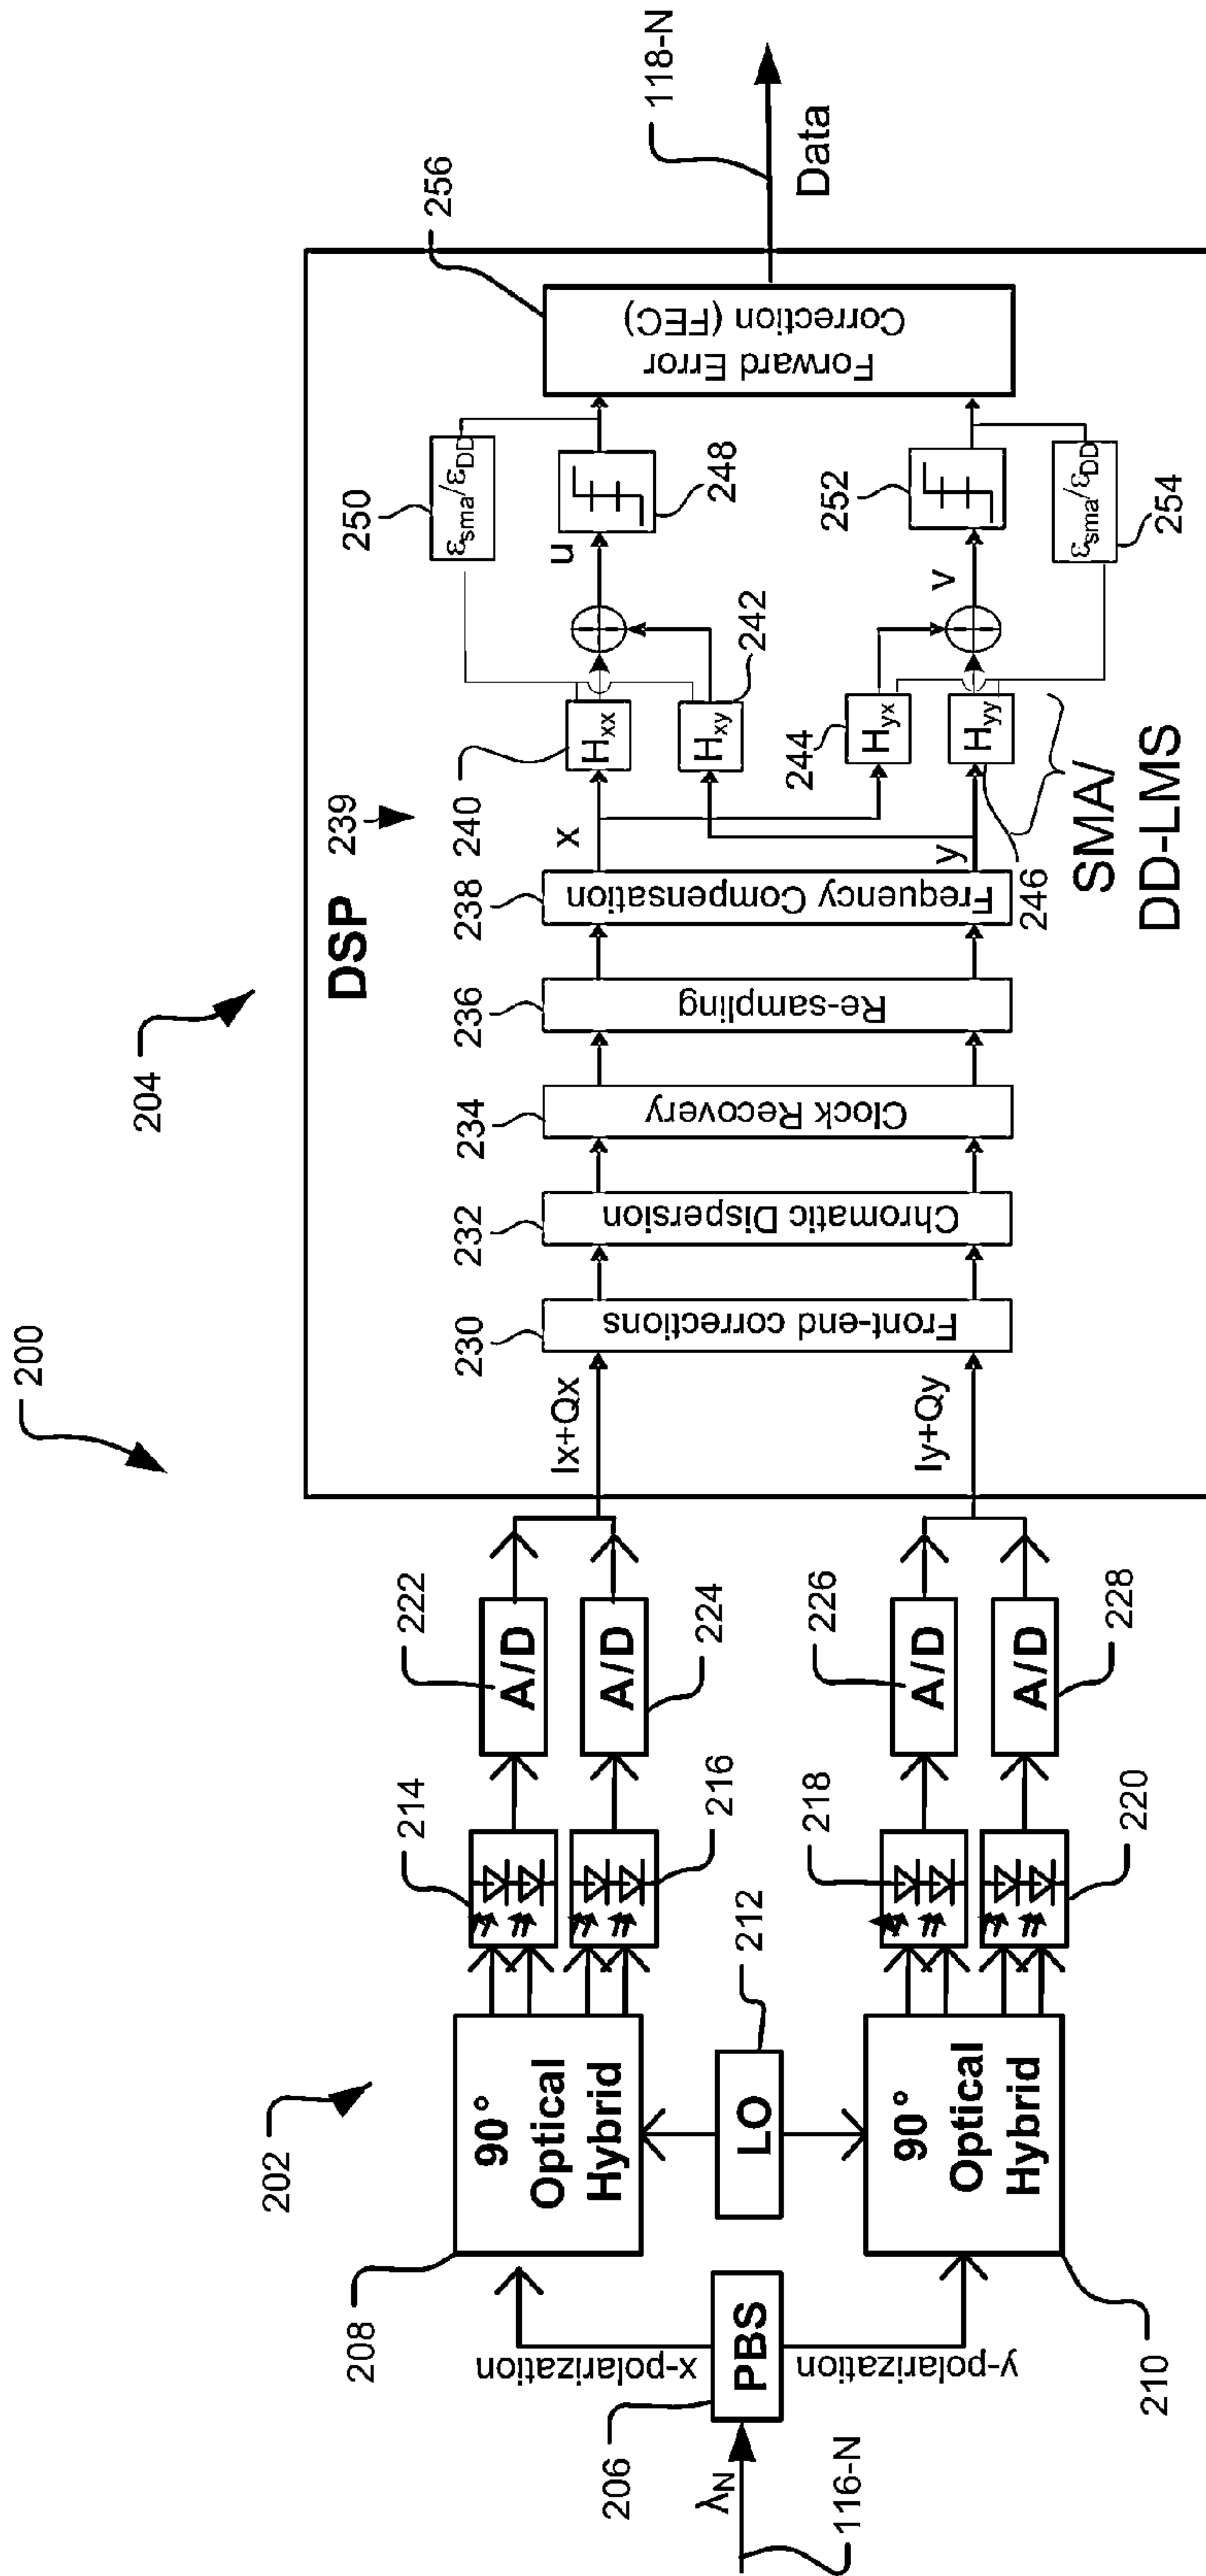 200
202
204
116-N
λN
206
PBS
x-polarization
y-polarization
208
90°
Optical
Hybrid
210
90°
Optical
Hybrid
212
LO
214
216
218
220
222
A/D
224
A/D
226
A/D
228
A/D
Ix+Qx
Iy+Qy
DSP
239
230
Front-end corrections
232
Chromatic Dispersion
234
Clock Recovery
236
Re-sampling
238
Frequency Compensation
x
y
240
Hxx
242
Hxy
244
Hyx
246
Hyy
SMA/
DD-LMS
u
v
248
250
εsma/εDD
252
254
εsma/εDD
256
Forward Error
Correction (FEC)
118-N
Data